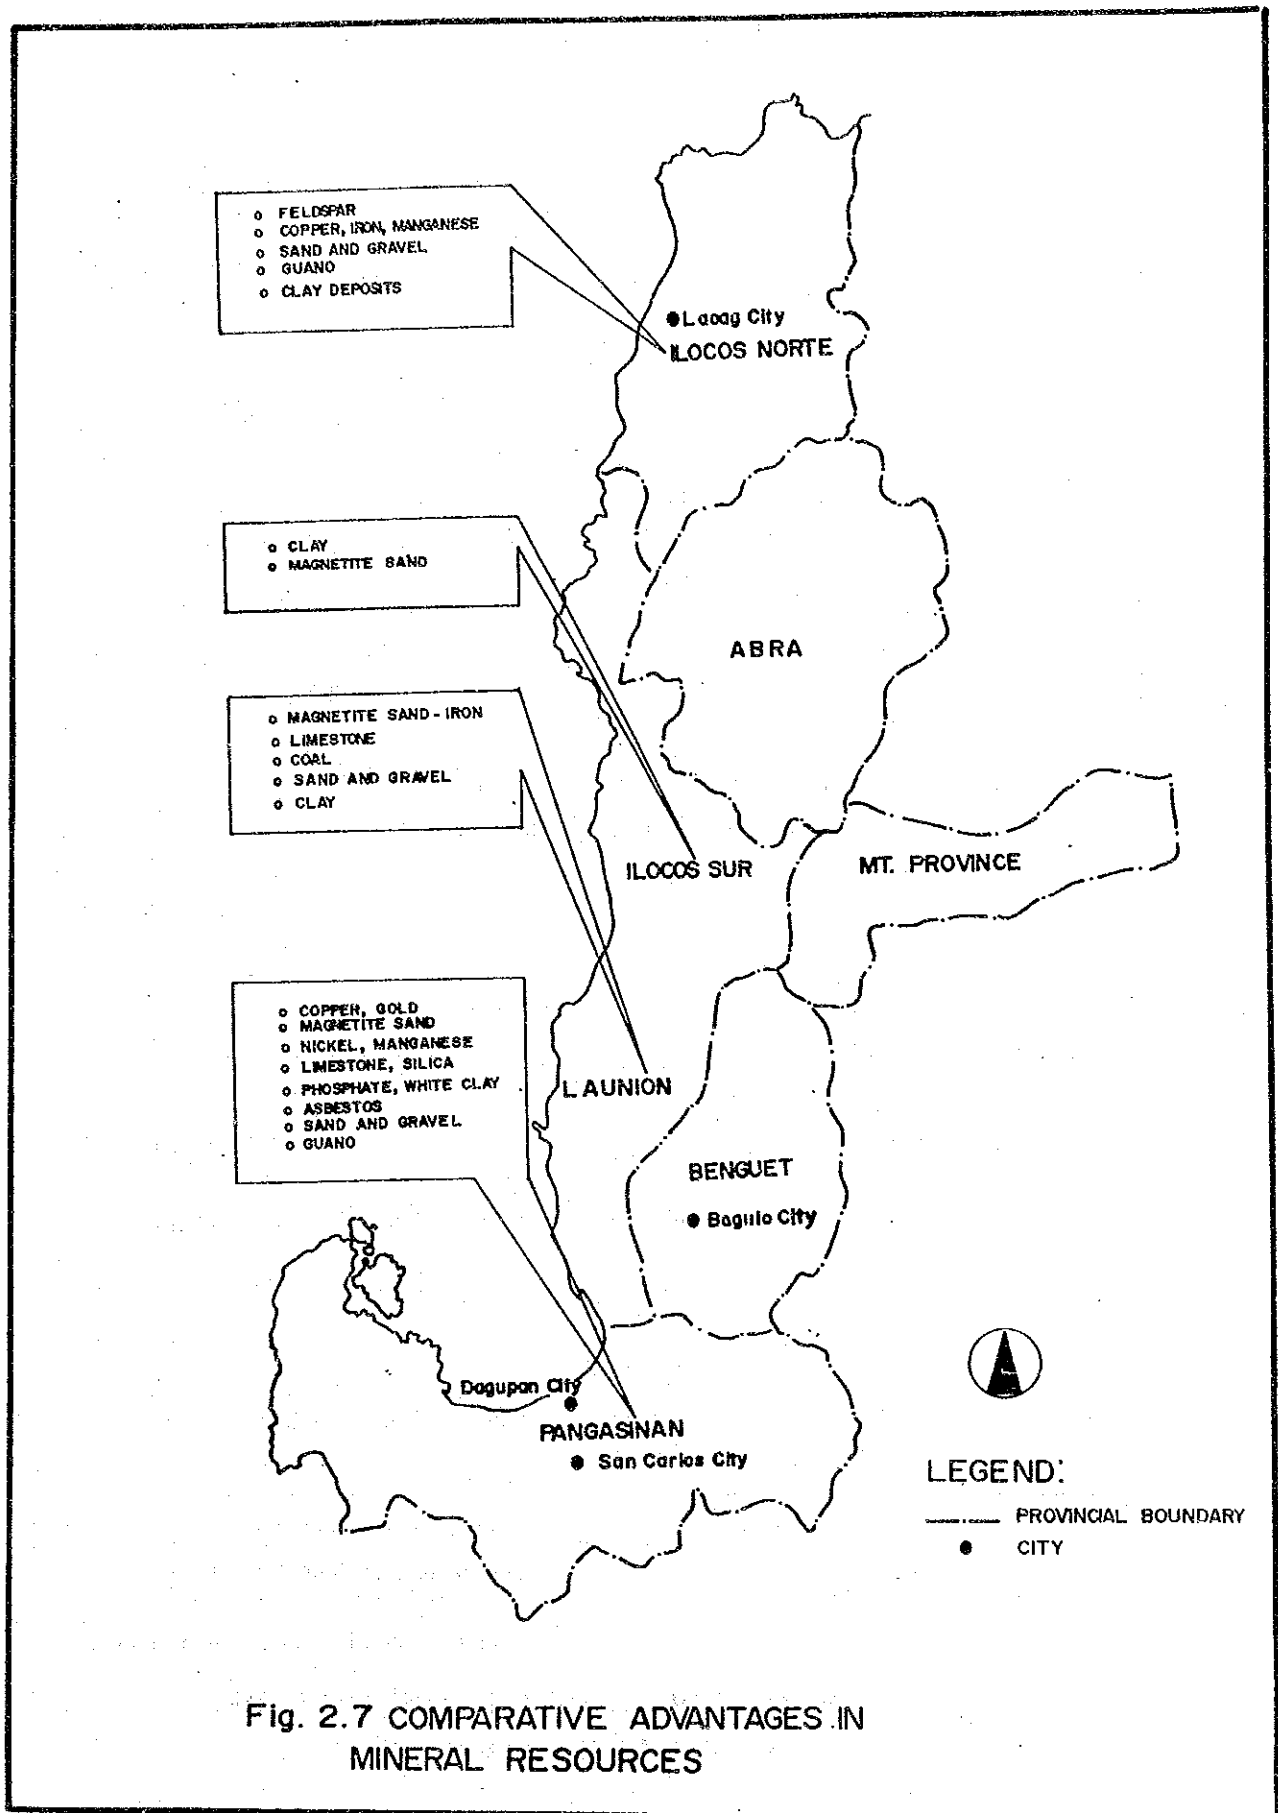 o FELDSPAR
o COPPER, IRON, MANGANESE
o SAND AND GRAVEL
o GUANO
o CLAY DEPOSITS
Laoag City
ILOCOS NORTE
o CLAY
o MAGNETITE SAND
ABRA
o MAGNETITE SAND-IRON
o LIMESTONE
o COAL
o SAND AND GRAVEL
o CLAY
ILOCOS SUR
MT. PROVINCE
o COPPER, GOLD
o MAGNETITE SAND
o NICKEL, MANGANESE
o LIMESTONE, SILICA
o PHOSPHATE, WHITE CLAY
o ASBESTOS
o SAND AND GRAVEL
o GUANO
LA UNION
BENGUET
Baguio City
Dagupan City
PANGASINAN
San Carlos City
LEGEND:
PROVINCIAL BOUNDARY
CITY
Fig. 2.7 COMPARATIVE ADVANTAGES IN
MINERAL RESOURCES